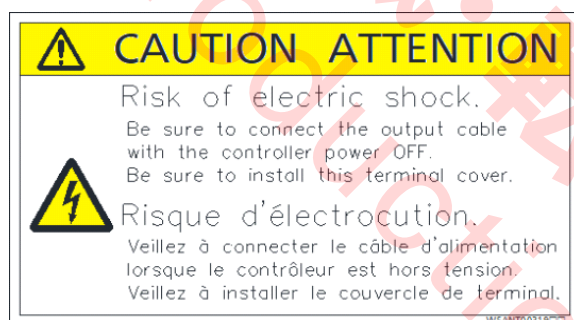 CAUTION ATTENTION
Risk of electric shock.
Be sure to connect the output cable
with the controller power OFF.
Be sure to install this terminal cover.
Risque d'électrocution.
Veillez à connecter le câble d'alimentation
lorsque le contrôleur est hors tension.
Veillez à installer le couvercle de terminal.